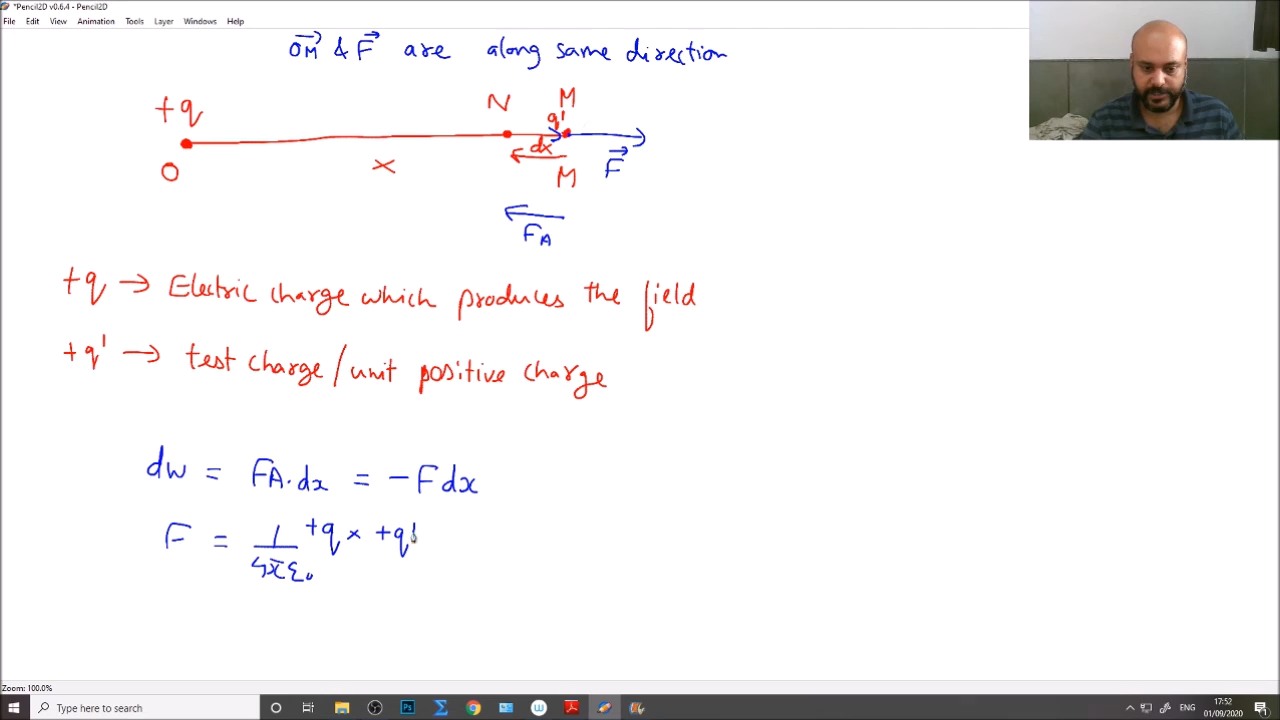 *Pencil2D v0.6.4 - Pencil2D
File Edit View Animation Tools Layer Windows Help
OM & F are along same direction
+q N M
q'
dx
O x M F
FA
+q → Electric charge which produces the field
+q' → test charge/unit positive charge
dw = FA.dx = -Fdx
F = 1/4πε₀ +q × +q'
Zoom: 100.0%
Type here to search
ENG
17:52
01/09/2020